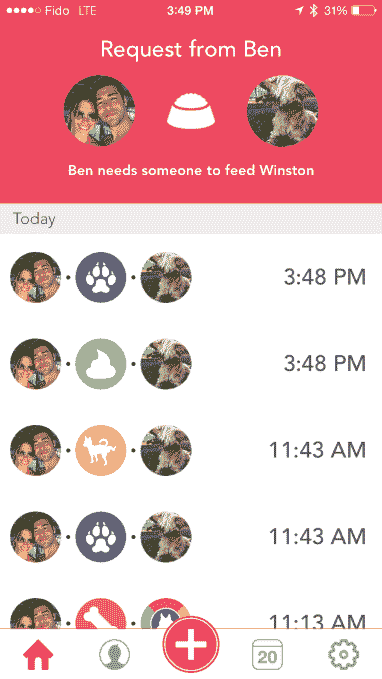 Fido LTE 3:49 PM 31%
Request from Ben
Ben needs someone to feed Winston
Today
3:48 PM
3:48 PM
11:43 AM
11:43 AM
11:13 AM
20